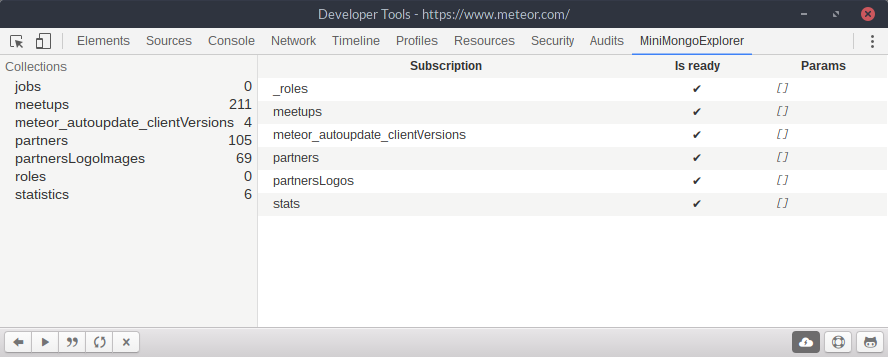 Developer Tools - https://www.meteor.com/
Elements Sources Console Network Timeline Profiles Resources Security Audits MiniMongoExplorer
Collections
jobs 0
meetups 211
meteor_autoupdate_clientVersions 4
partners 105
partnersLogoImages 69
roles 0
statistics 6
Subscription Is ready Params
_roles ✔ []
meetups ✔ []
meteor_autoupdate_clientVersions ✔ []
partners ✔ []
partnersLogos ✔ []
stats ✔ []